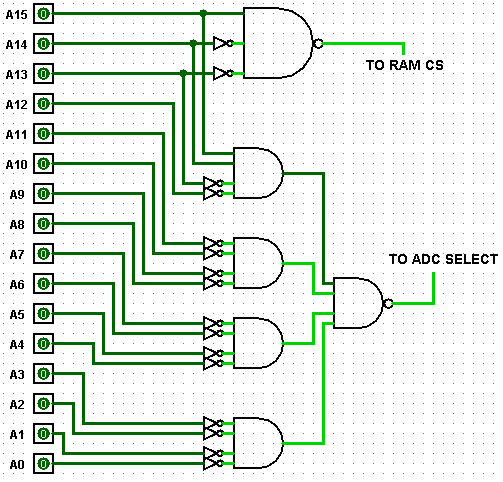 A15 0
A14 0
TO RAM CS
A13 0
A12 0
A11 0
A10 0
A9 0
A8 0
A7 0
TO ADC SELECT
A6 0
A5 0
A4 0
A3 0
A2 0
A1 0
A0 0